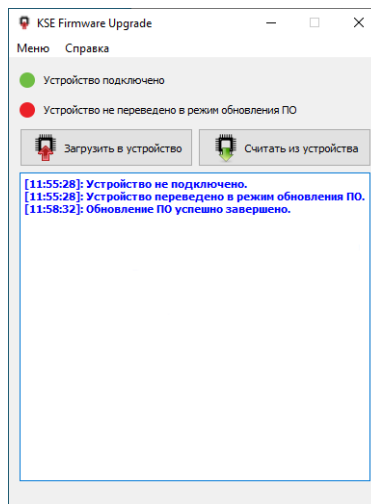 KSE Firmware Upgrade
Меню Справка
Устройство подключено
Устройство не переведено в режим обновления ПО
Загрузить в устройство Считать из устройства
[11:55:28]: Устройство не подключено.
[11:55:28]: Устройство переведено в режим обновления ПО.
[11:58:32]: Обновление ПО успешно завершено.